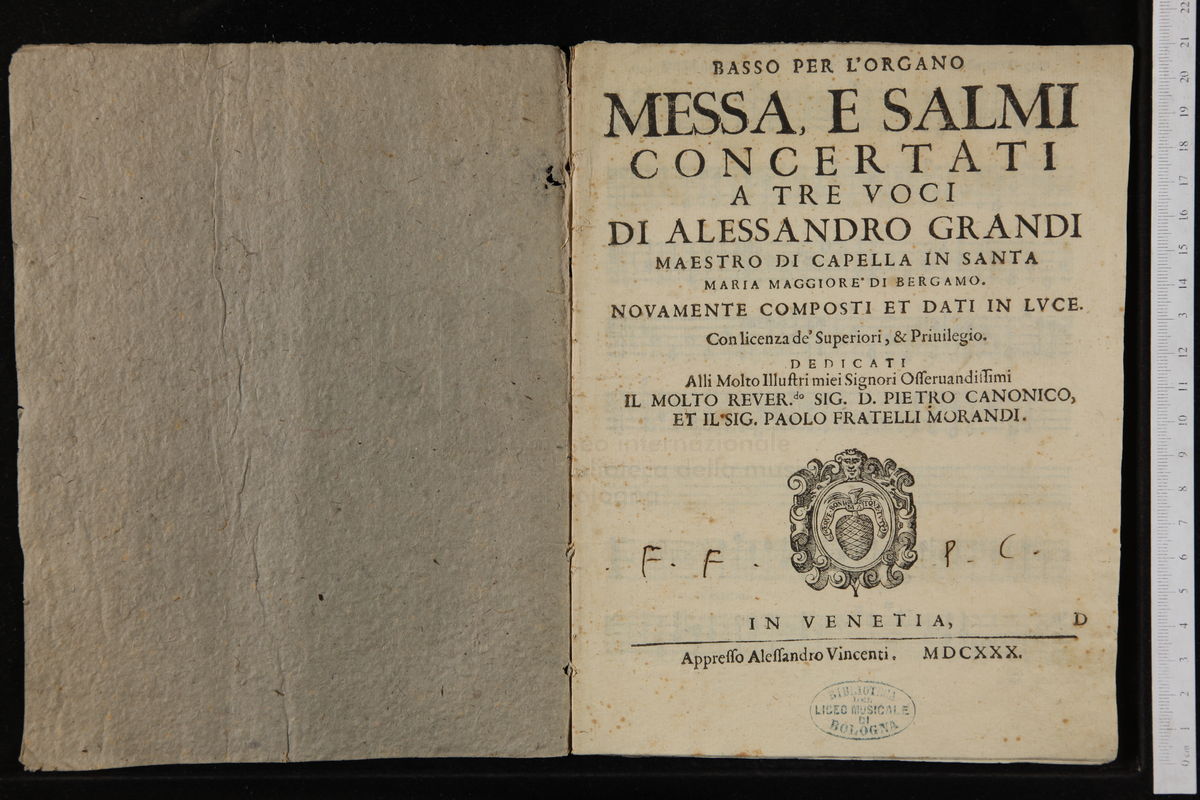 BASSO PER L'ORGANO
MESSA, E SALMI
CONCERTATI
A TRE VOCI
DI ALESSANDRO GRANDI
MAESTRO DI CAPELLA IN SANTA
MARIA MAGGIORE DI BERGAMO.
NOVAMENTE COMPOSTI ET DATI IN LVCE.
Con licenza de' Superiori, & Priuilegio.
DEDICATI
Alli Molto Illuſtri miei Signori Oſſeruandiſſimi
IL MOLTO REVER.do SIG. D. PIETRO CANONICO,
ET IL SIG. PAOLO FRATELLI MORANDI.
internazionale
della
F. F. P. C.
IN VENETIA,
D
Appreſſo Aleſſandro Vincenti. MDCXXX.
BIBLIOTECA
DEL
LICEO MUSICALE
DI
BOLOGNA